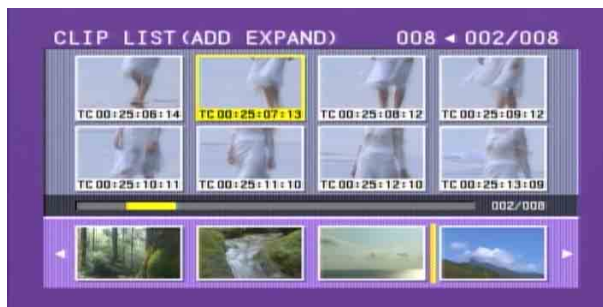 CLIP LIST(ADD EXPAND) 008 ◄ 002/008
TC 00:25:06:14 TC 00:25:07:13 TC 00:25:08:12 TC 00:25:09:12
TC 00:25:10:11 TC 00:25:11:10 TC 00:25:12:10 TC 00:25:13:09
002/008